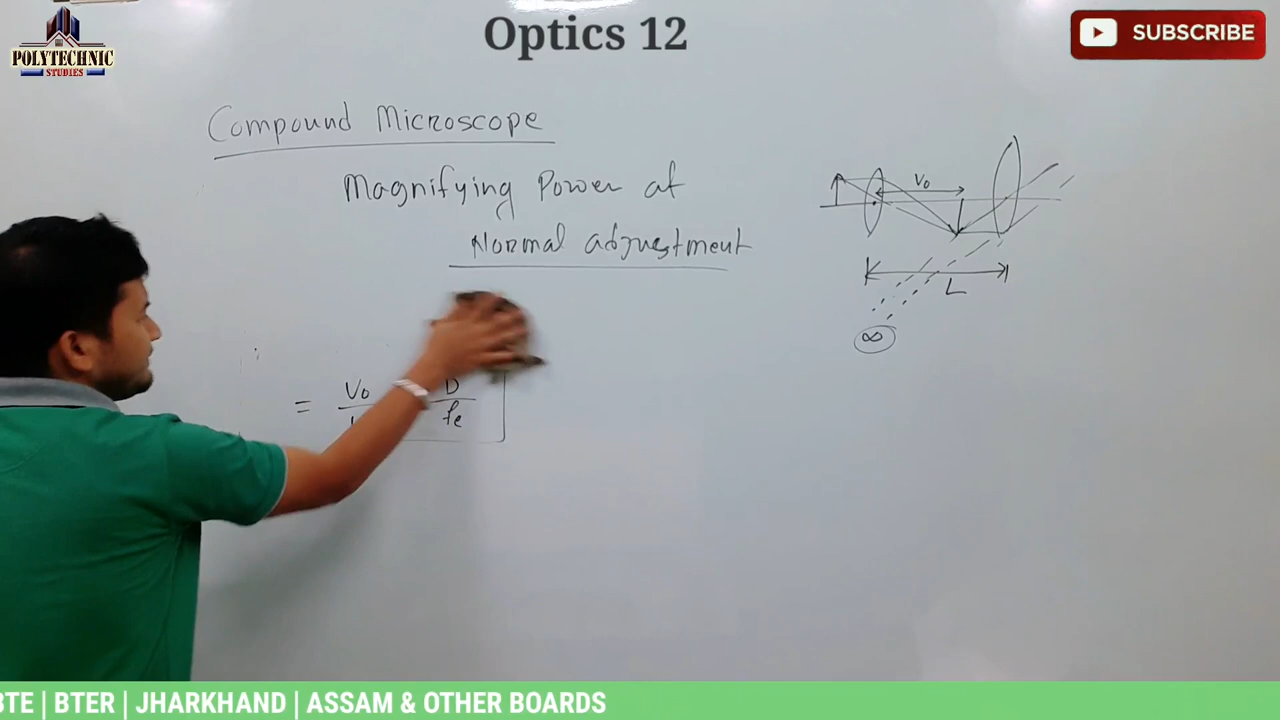 Optics 12
POLYTECHNIC
STUDIES
SUBSCRIBE
Compound Microscope
Magnifying Power at
Normal adjustment
Vo
L
∞
= Vo D
fe
BTE | BTER | JHARKHAND | ASSAM & OTHER BOARDS